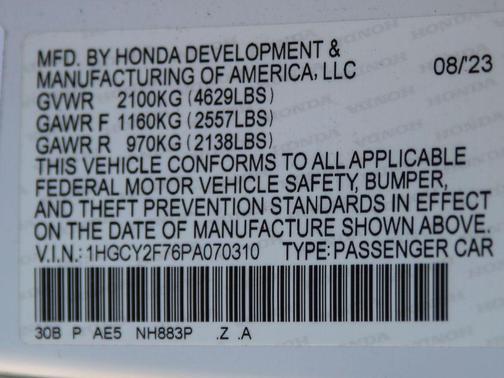 MFD. BY HONDA DEVELOPMENT &
MANUFACTURING OF AMERICA, LLC 08/23
GVWR 2100KG (4629LBS)
GAWR F 1160KG (2557LBS)
GAWR R 970KG (2138LBS)
THIS VEHICLE CONFORMS TO ALL APPLICABLE
FEDERAL MOTOR VEHICLE SAFETY, BUMPER,
AND THEFT PREVENTION STANDARDS IN EFFECT
ON THE DATE OF MANUFACTURE SHOWN ABOVE.
V.I.N.: 1HGCY2F76PA070310 TYPE: PASSENGER CAR
30B P AE5 NH883P .Z .A